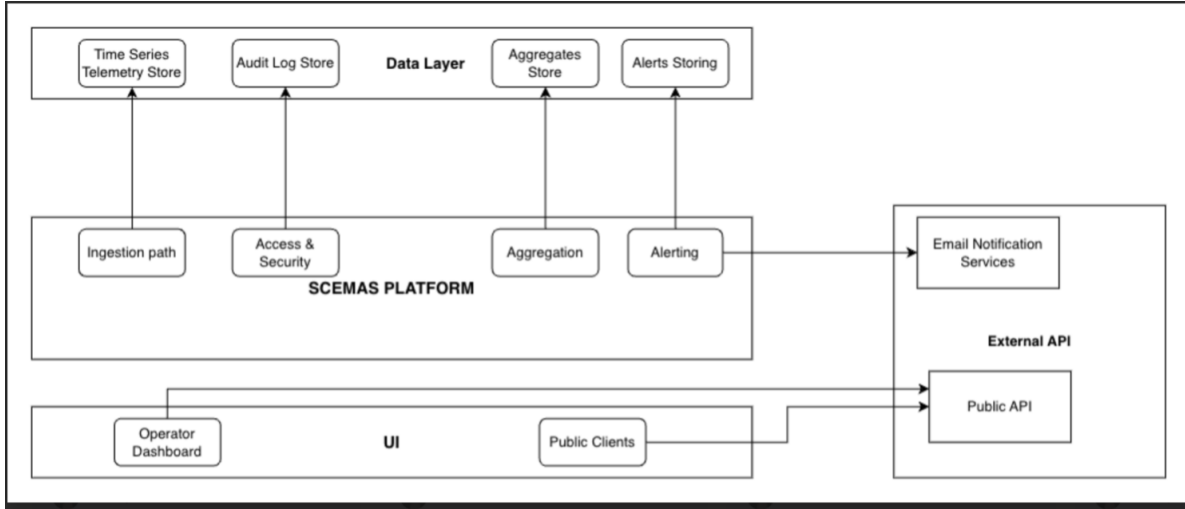 Time Series
Telemetry Store
Audit Log Store
Data Layer
Aggregates
Store
Alerts Storing
Ingestion path
Access &
Security
Aggregation
Alerting
SCEMAS PLATFORM
Email Notification
Services
External API
Public API
Operator
Dashboard
UI
Public Clients